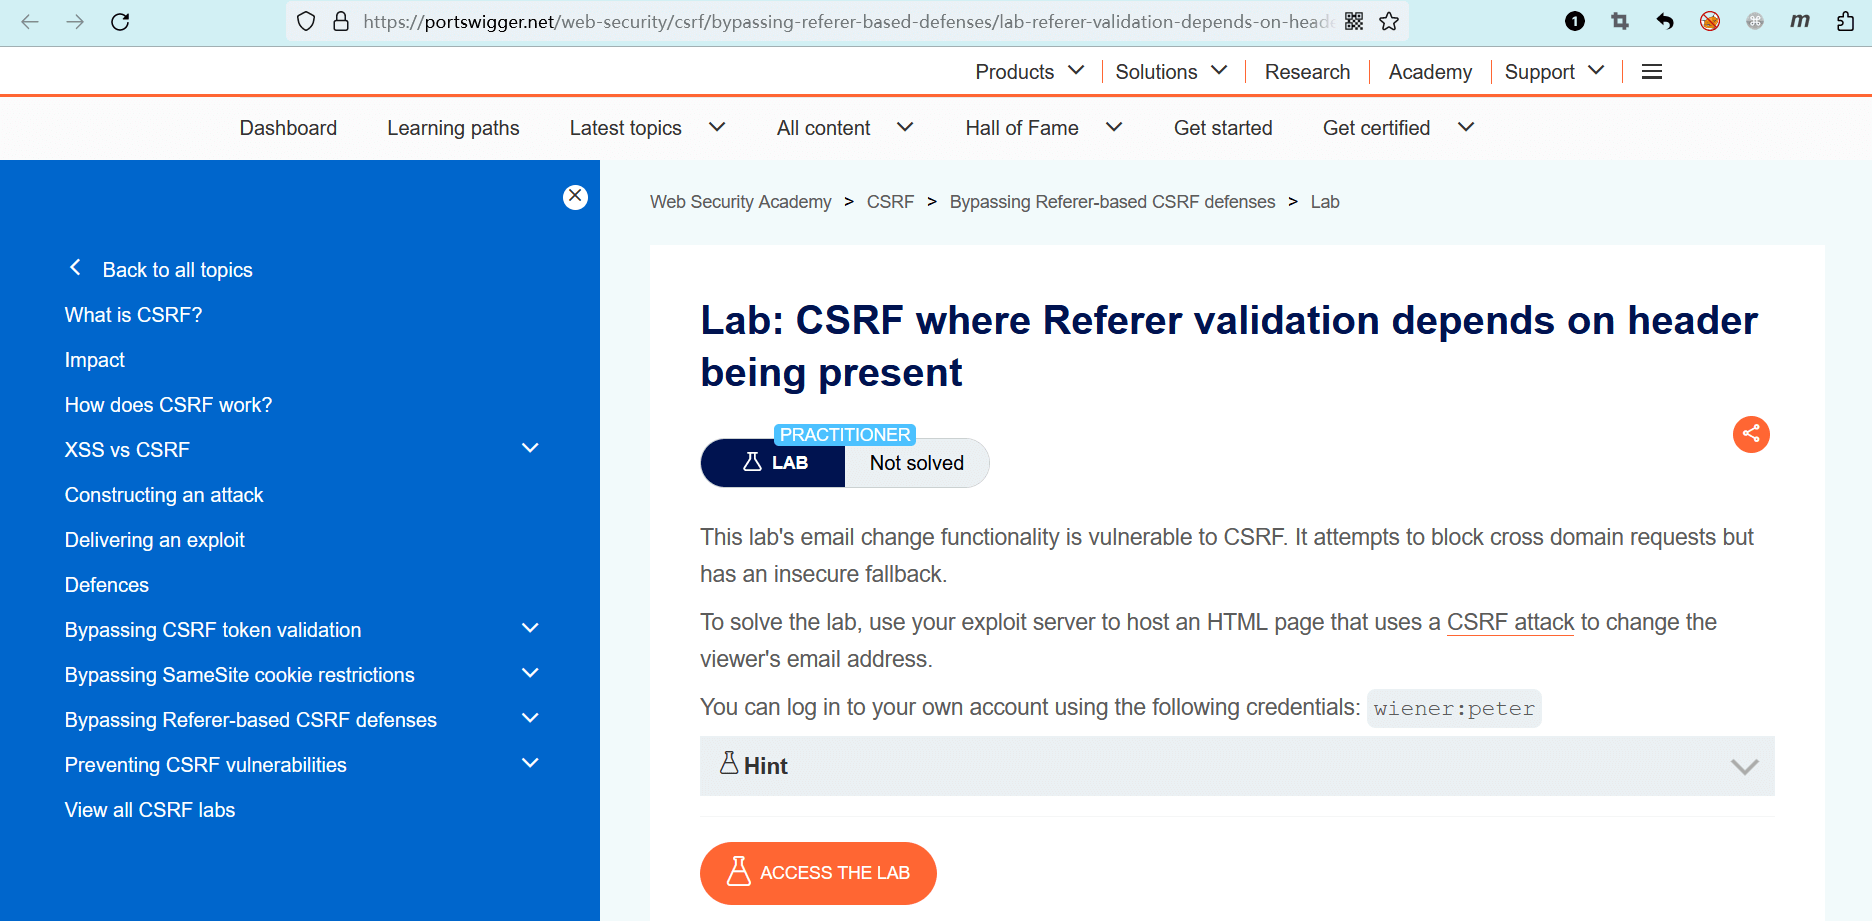 https://portswigger.net/web-security/csrf/bypassing-referer-based-defenses/lab-referer-validation-depends-on-heade
1
m
Products
Solutions
Research
Academy
Support
Dashboard
Learning paths
Latest topics
All content
Hall of Fame
Get started
Get certified
Back to all topics
What is CSRF?
Impact
How does CSRF work?
XSS vs CSRF
Constructing an attack
Delivering an exploit
Defences
Bypassing CSRF token validation
Bypassing SameSite cookie restrictions
Bypassing Referer-based CSRF defenses
Preventing CSRF vulnerabilities
View all CSRF labs
Web Security Academy > CSRF > Bypassing Referer-based CSRF defenses > Lab
Lab: CSRF where Referer validation depends on header
being present
PRACTITIONER
LAB
Not solved
This lab's email change functionality is vulnerable to CSRF. It attempts to block cross domain requests but
has an insecure fallback.
To solve the lab, use your exploit server to host an HTML page that uses a CSRF attack to change the
viewer's email address.
You can log in to your own account using the following credentials: wiener:peter
Hint
ACCESS THE LAB